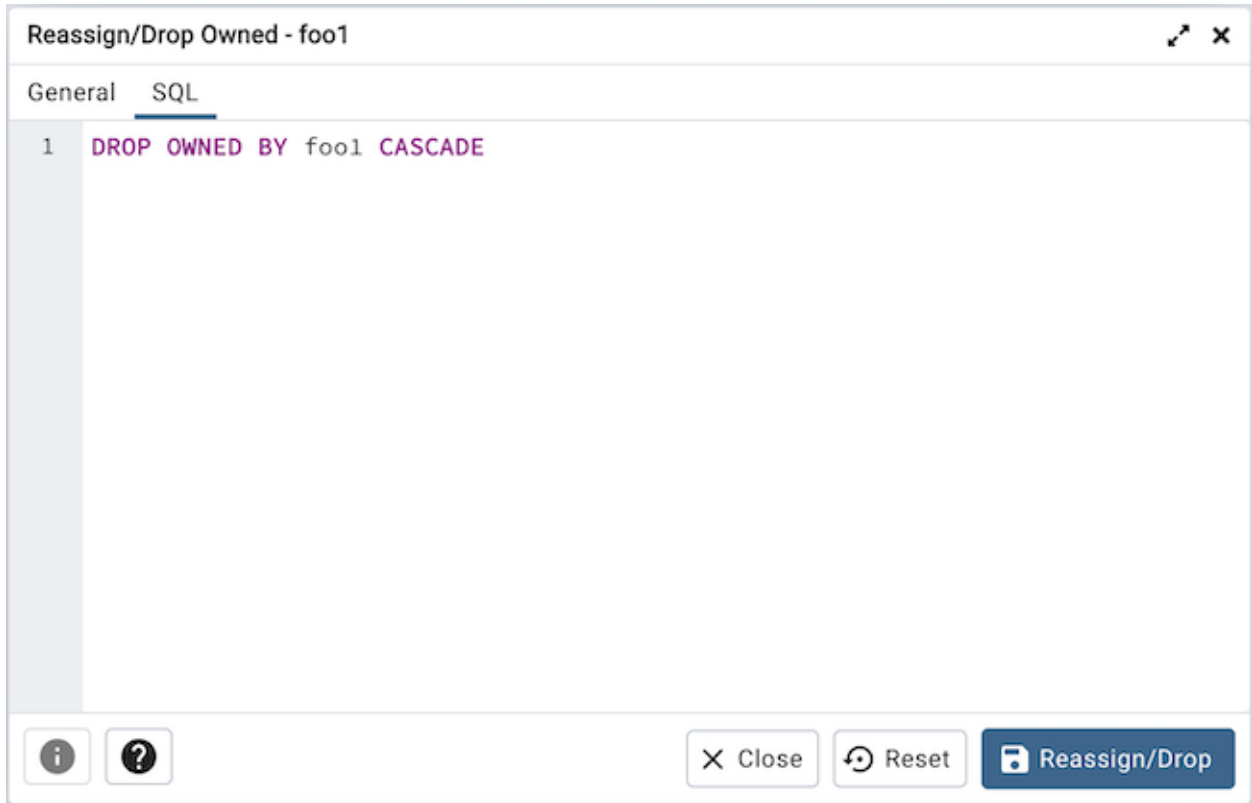 Reassign/Drop Owned - foo1
General SQL
1 DROP OWNED BY foo1 CASCADE
Close Reset Reassign/Drop